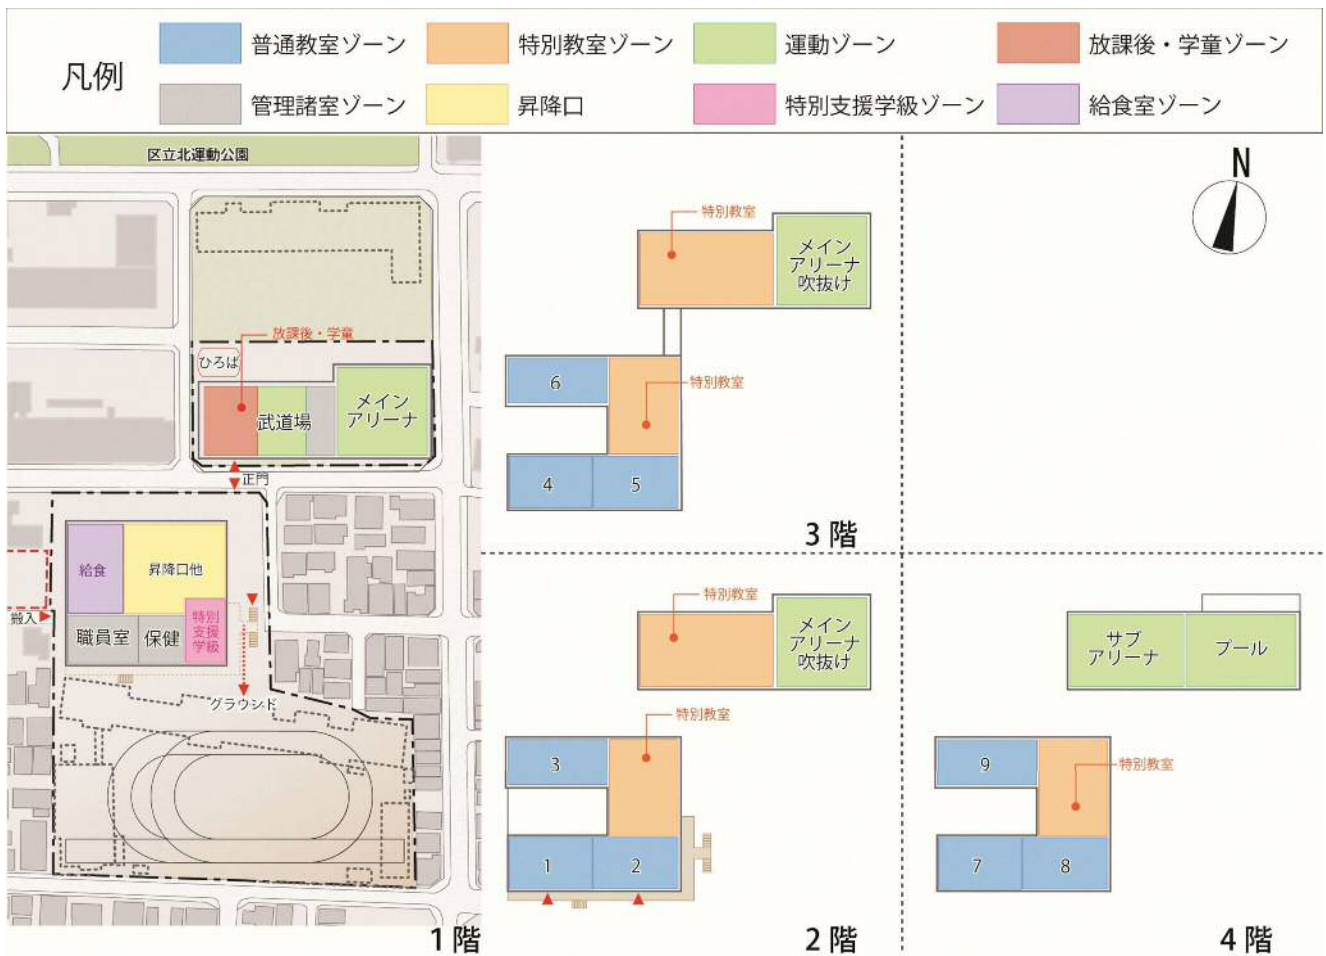 凡例
普通教室ゾーン
特別教室ゾーン
運動ゾーン
放課後・学童ゾーン
管理諸室ゾーン
昇降口
特別支援学級ゾーン
給食室ゾーン
区立北運動公園
放課後・学童
ひろば
武道場
メイン
アリーナ
正門
給食
昇降口他
搬入
職員室
保健
特別
支援
学級
グラウンド
1階
特別教室
メイン
アリーナ
吹抜け
6
特別教室
4
5
3階
N
特別教室
メイン
アリーナ
吹抜け
特別教室
3
1
2
2階
サブ
アリーナ
プール
9
特別教室
7
8
4階